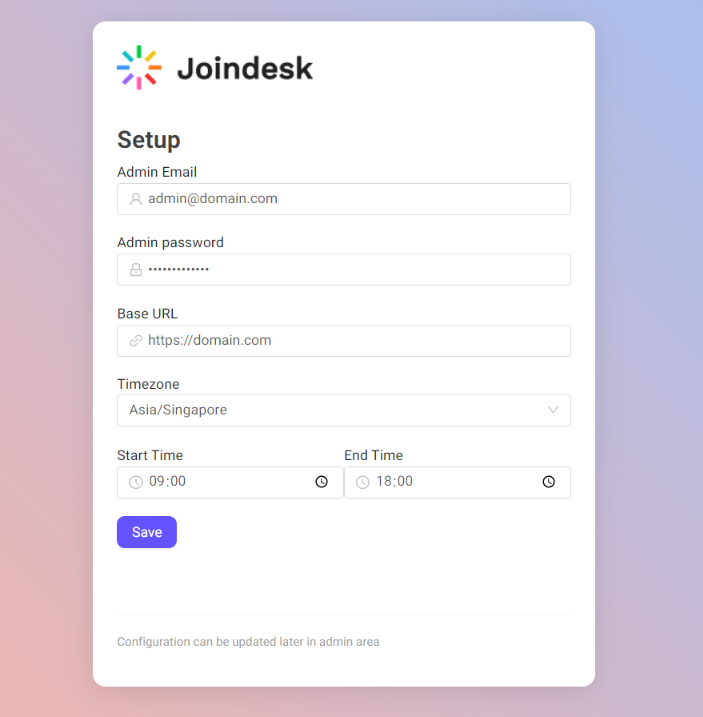 Joindesk
Setup
Admin Email
admin@domain.com
Admin password
•••••••••••••
Base URL
https://domain.com
Timezone
Asia/Singapore
Start Time End Time
09:00 18:00
Save
Configuration can be updated later in admin area